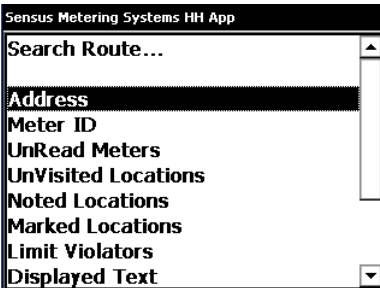 Sensus Metering Systems HH App
Search Route...
Address
Meter ID
UnRead Meters
UnVisited Locations
Noted Locations
Marked Locations
Limit Violators
Displayed Text